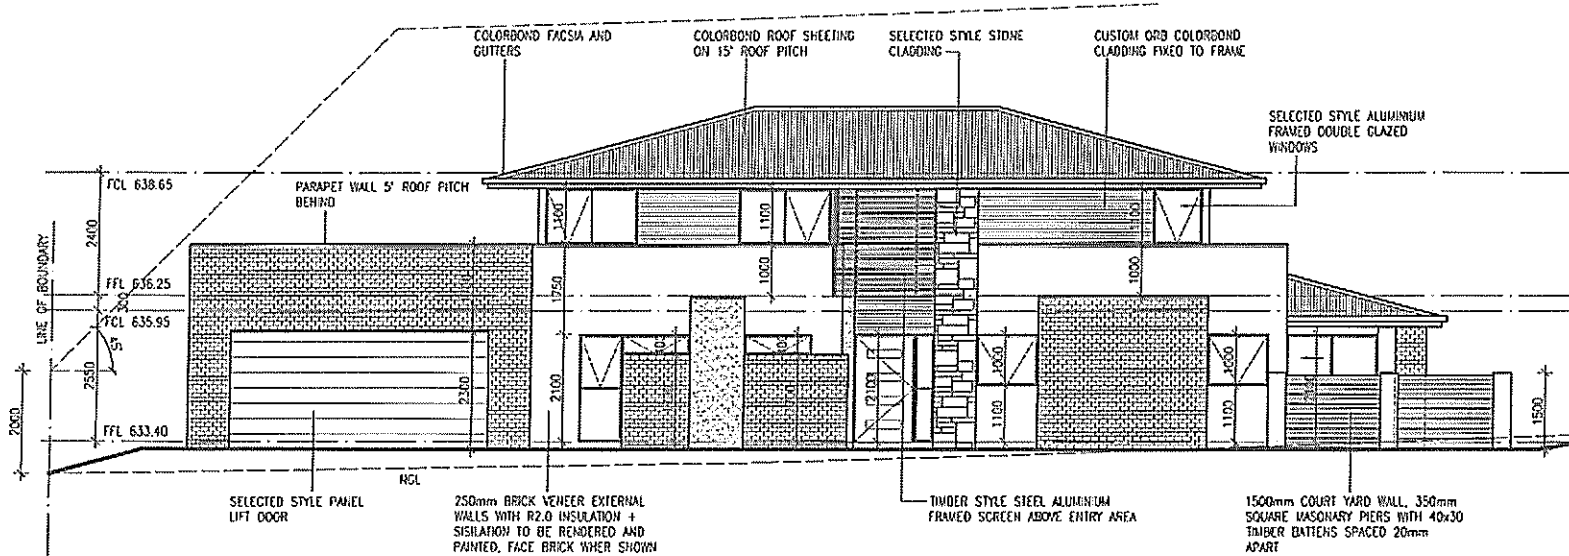 COLORBOND FACSIA AND
GUTTERS
COLORBOND ROOF SHEETING
ON 15° ROOF PITCH
SELECTED STYLE STONE
CLADDING
CUSTOM ORB COLORBOND
CLADDING FIXED TO FRAME
SELECTED STYLE ALUMINIUM
FRAMED DOUBLE GLAZED
WINDOWS
FCL 638.65
PARAPET WALL 5° ROOF PITCH
BEHIND
1100
1100
1100
2400
LINE OF BOUNDARY
FFL 636.25
300
FCL 635.95
45°
2550
2000
FFL 633.40
1750
1000
1000
2100
2100
1000
1100
1000
1100
1500
NGL
SELECTED STYLE PANEL
LIFT DOOR
250mm BRICK VENEER EXTERNAL
WALLS WITH R2.0 INSULATION +
SISILATION TO BE RENDERED AND
PAINTED, FACE BRICK WHER SHOWN
TIMBER STYLE STEEL ALUMINIUM
FRAMED SCREEN ABOVE ENTRY AREA
1500mm COURT YARD WALL, 350mm
SQUARE MASONARY PIERS WITH 40x30
TIMBER BATTENS SPACED 20mm
APART